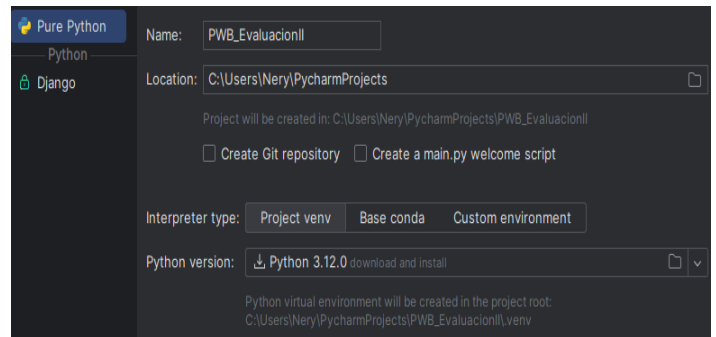 Pure Python
Python
Django
Name: PWB_EvaluacionII
Location: C:\Users\Nery\PycharmProjects
Project will be created in: C:\Users\Nery\PycharmProjects\PWB_EvaluacionII
Create Git repository Create a main.py welcome script
Interpreter type: Project venv Base conda Custom environment
Python version: Python 3.12.0 download and install
Python virtual environment will be created in the project root:
C:\Users\Nery\PycharmProjects\PWB_EvaluacionII\.venv